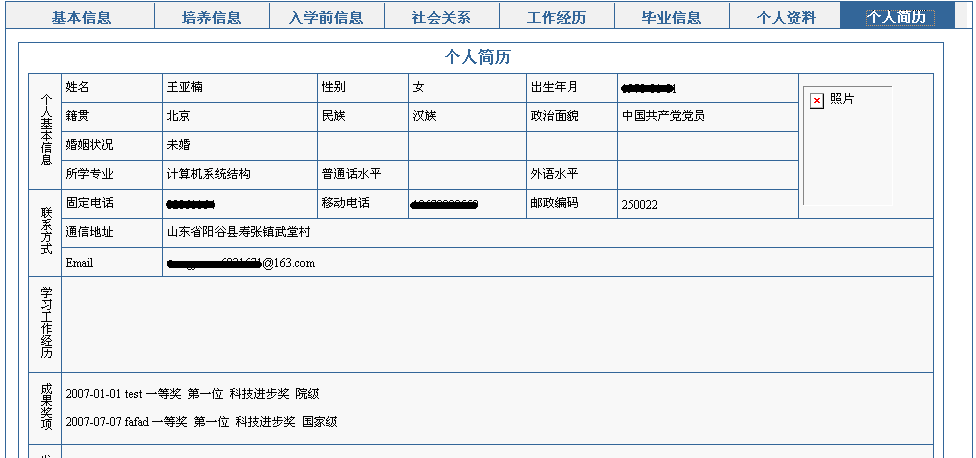 基本信息 培养信息 入学前信息 社会关系 工作经历 毕业信息 个人资料 个人简历
个人简历
个人基本信息
姓名 王亚楠 性别 女 出生年月
照片
籍贯 北京 民族 汉族 政治面貌 中国共产党党员
婚姻状况 未婚
所学专业 计算机系统结构 普通话水平 外语水平
联系方式
固定电话 移动电话 邮政编码 250022
通信地址 山东省阳谷县寿张镇武堂村
Email @163.com
学习工作经历
成果奖项
2007-01-01 test 一等奖 第一位 科技进步奖 院级
2007-07-07 fafad 一等奖 第一位 科技进步奖 国家级